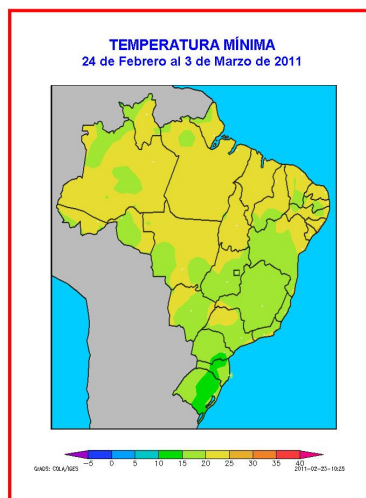 TEMPERATURA MÍNIMA
24 de Febrero al 3 de Marzo de 2011
-5 0 5 10 15 20 25 30 35 40
GrADS: COLA/IGES
2011-02-23-10:25